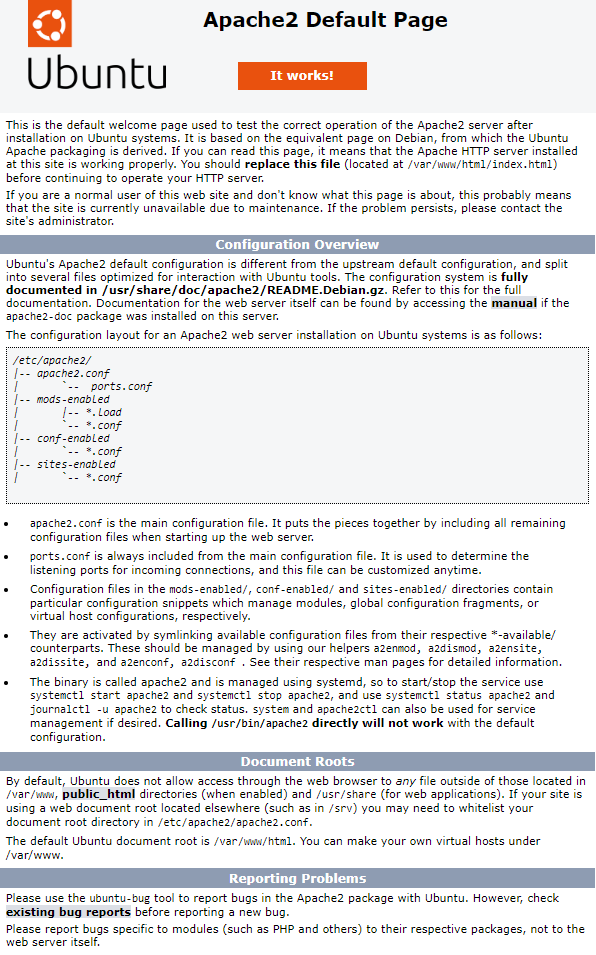 Apache2 Default Page
Ubuntu
It works!
This is the default welcome page used to test the correct operation of the Apache2 server after
installation on Ubuntu systems. It is based on the equivalent page on Debian, from which the Ubuntu
Apache packaging is derived. If you can read this page, it means that the Apache HTTP server installed
at this site is working properly. You should replace this file (located at /var/www/html/index.html)
before continuing to operate your HTTP server.
If you are a normal user of this web site and don't know what this page is about, this probably means
that the site is currently unavailable due to maintenance. If the problem persists, please contact the
site's administrator.
Configuration Overview
Ubuntu's Apache2 default configuration is different from the upstream default configuration, and split
into several files optimized for interaction with Ubuntu tools. The configuration system is fully
documented in /usr/share/doc/apache2/README.Debian.gz. Refer to this for the full
documentation. Documentation for the web server itself can be found by accessing the manual if the
apache2-doc package was installed on this server.
The configuration layout for an Apache2 web server installation on Ubuntu systems is as follows:
/etc/apache2/
|-- apache2.conf
|       `--  ports.conf
|-- mods-enabled
|       |-- *.load
|       `-- *.conf
|-- conf-enabled
|       `-- *.conf
|-- sites-enabled
|       `-- *.conf
• apache2.conf is the main configuration file. It puts the pieces together by including all remaining
configuration files when starting up the web server.
• ports.conf is always included from the main configuration file. It is used to determine the
listening ports for incoming connections, and this file can be customized anytime.
• Configuration files in the mods-enabled/, conf-enabled/ and sites-enabled/ directories contain
particular configuration snippets which manage modules, global configuration fragments, or
virtual host configurations, respectively.
• They are activated by symlinking available configuration files from their respective *-available/
counterparts. These should be managed by using our helpers a2enmod, a2dismod, a2ensite,
a2dissite, and a2enconf, a2disconf . See their respective man pages for detailed information.
• The binary is called apache2 and is managed using systemd, so to start/stop the service use
systemctl start apache2 and systemctl stop apache2, and use systemctl status apache2 and
journalctl -u apache2 to check status. system and apache2ctl can also be used for service
management if desired. Calling /usr/bin/apache2 directly will not work with the default
configuration.
Document Roots
By default, Ubuntu does not allow access through the web browser to any file outside of those located in
/var/www, public_html directories (when enabled) and /usr/share (for web applications). If your site is
using a web document root located elsewhere (such as in /srv) you may need to whitelist your
document root directory in /etc/apache2/apache2.conf.
The default Ubuntu document root is /var/www/html. You can make your own virtual hosts under
/var/www.
Reporting Problems
Please use the ubuntu-bug tool to report bugs in the Apache2 package with Ubuntu. However, check
existing bug reports before reporting a new bug.
Please report bugs specific to modules (such as PHP and others) to their respective packages, not to the
web server itself.